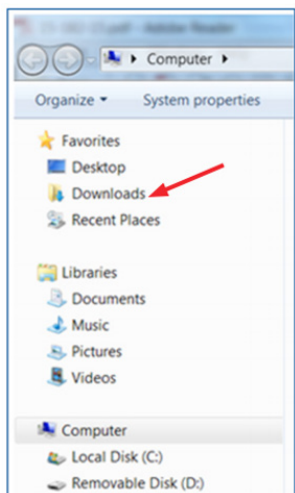 Computer
Organize System properties
Favorites
Desktop
Downloads
Recent Places
Libraries
Documents
Music
Pictures
Videos
Computer
Local Disk (C:)
Removable Disk (D:)